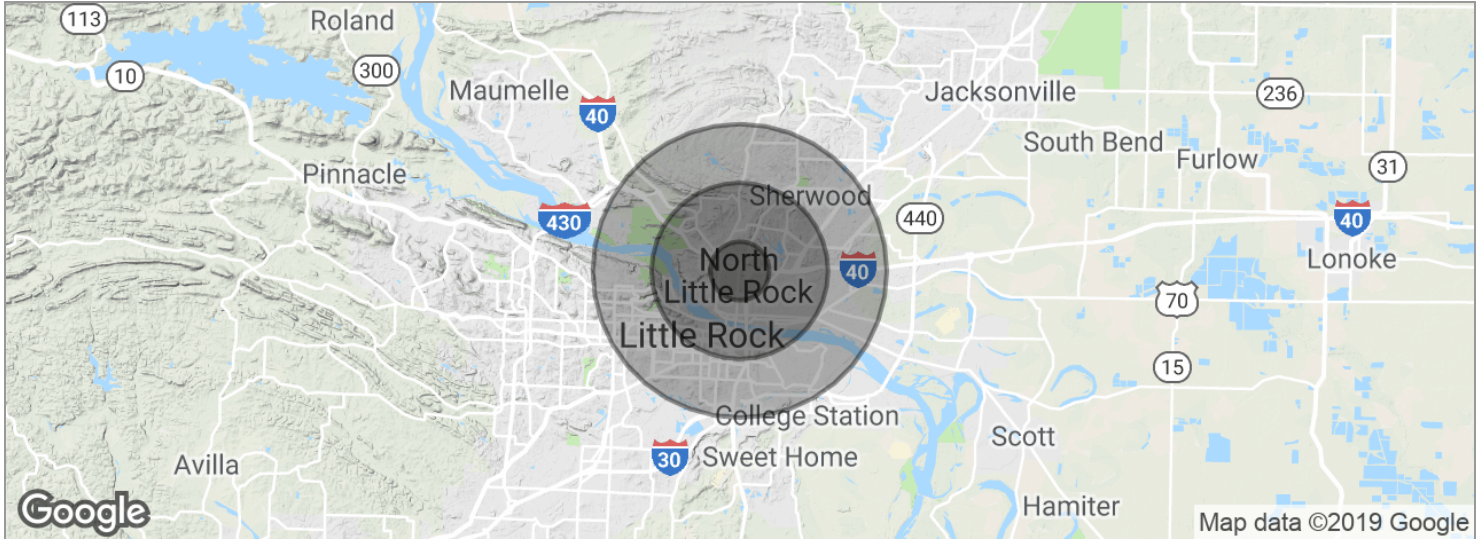 113
Roland
10
300
Maumelle
40
Jacksonville
236
South Bend
Furlow
31
Pinnacle
Sherwood
430
440
40
North
Little Rock
40
Lonoke
70
Little Rock
15
College Station
Scott
30
Sweet Home
Avilla
Hamiter
Google
Map data ©2019 Google